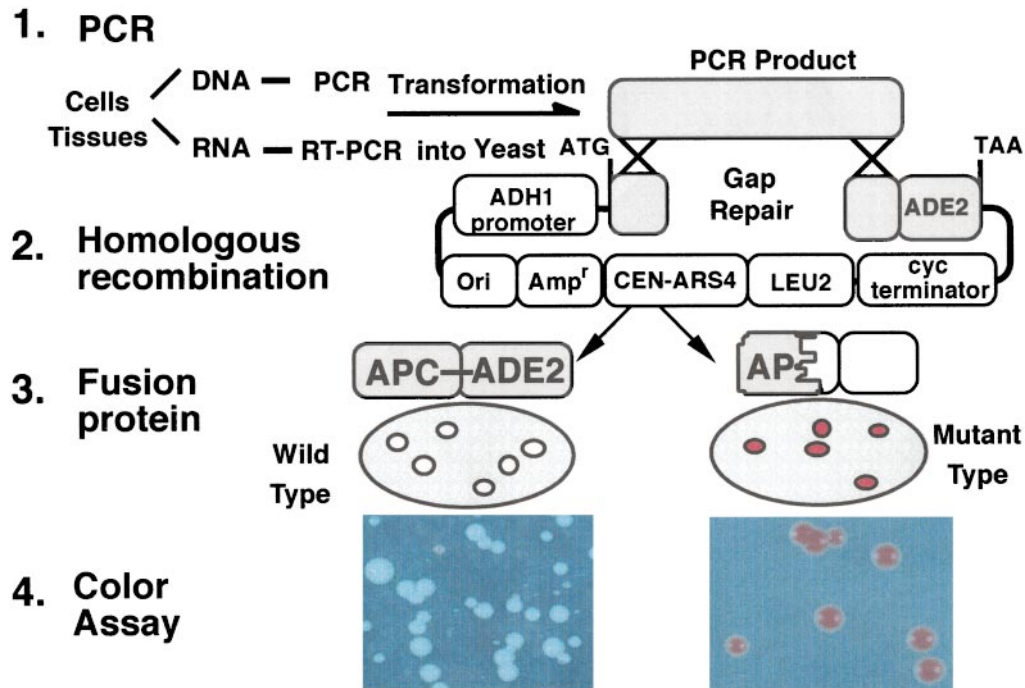 1. PCR
Cells
Tissues
DNA — PCR Transformation
RNA — RT-PCR into Yeast
PCR Product
ATG
TAA
Gap
Repair
ADH1
promoter
ADE2
2. Homologous
recombination
Ori
Ampʳ
CEN-ARS4
LEU2
cyc
terminator
3. Fusion
protein
APC—ADE2
AP
Wild
Type
Mutant
Type
4. Color
Assay